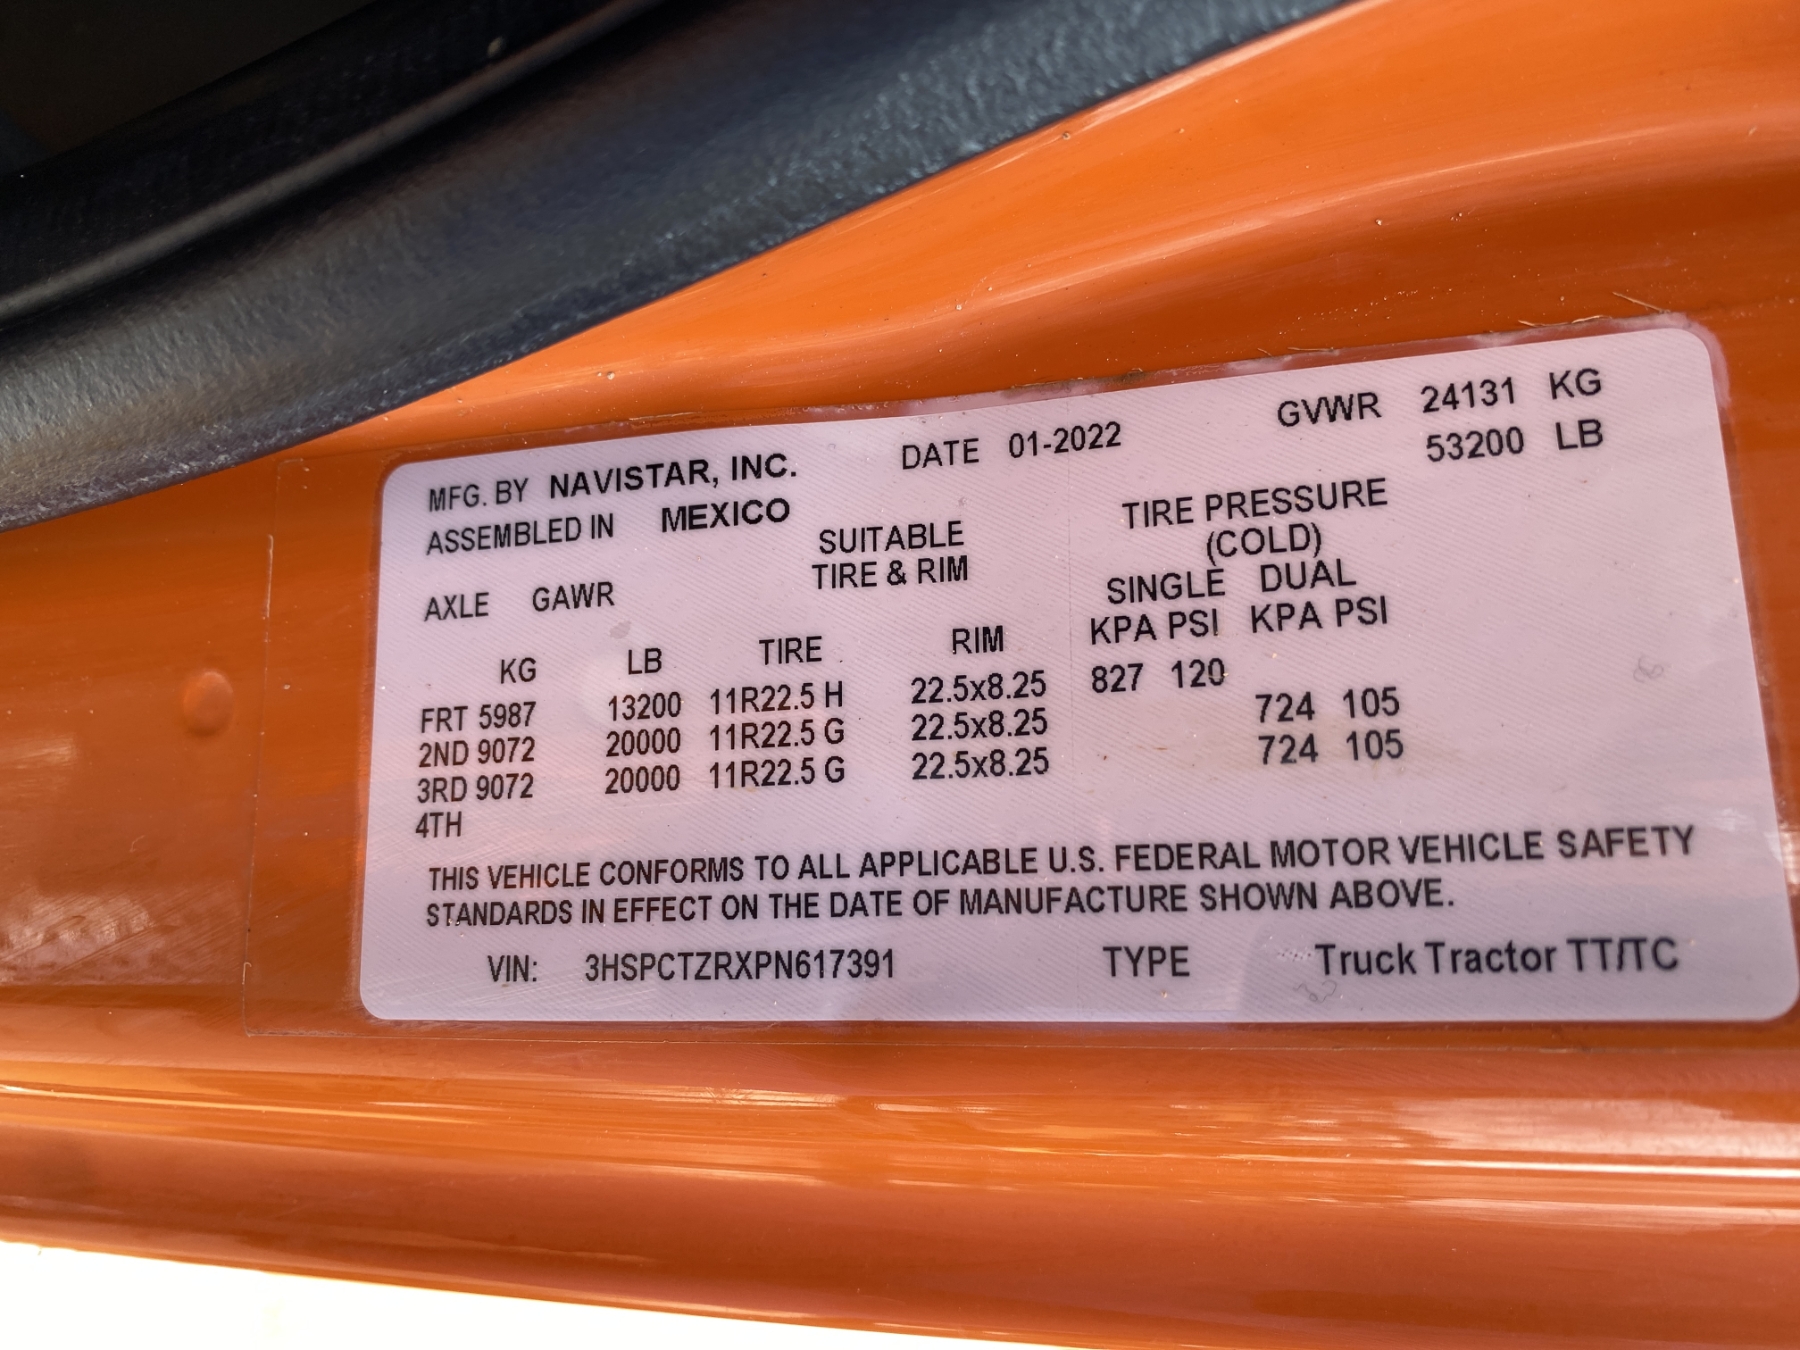 MFG. BY NAVISTAR, INC. DATE 01-2022 GVWR 24131 KG
ASSEMBLED IN MEXICO 53200 LB
SUITABLE TIRE PRESSURE
TIRE & RIM (COLD)
AXLE GAWR SINGLE DUAL
KPA PSI KPA PSI
KG LB TIRE RIM
FRT 5987 13200 11R22.5 H 22.5x8.25 827 120
2ND 9072 20000 11R22.5 G 22.5x8.25 724 105
3RD 9072 20000 11R22.5 G 22.5x8.25 724 105
4TH
THIS VEHICLE CONFORMS TO ALL APPLICABLE U.S. FEDERAL MOTOR VEHICLE SAFETY
STANDARDS IN EFFECT ON THE DATE OF MANUFACTURE SHOWN ABOVE.
VIN: 3HSPCTZRXPN617391 TYPE Truck Tractor TT/TC